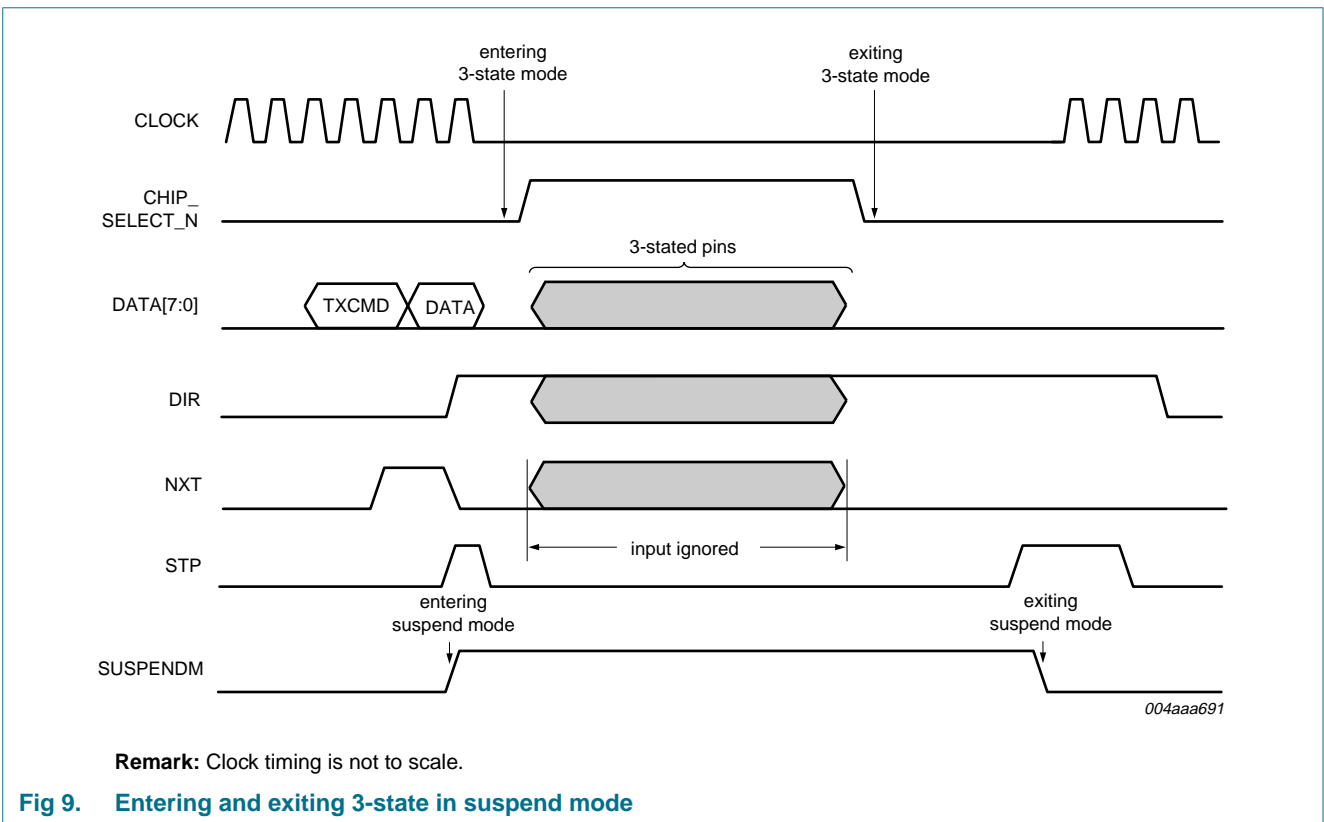 entering
3-state mode
exiting
3-state mode
CLOCK
CHIP_
SELECT_N
3-stated pins
DATA[7:0]
TXCMD
DATA
DIR
NXT
input ignored
STP
entering
suspend mode
exiting
suspend mode
SUSPENDM
004aaa691
Remark: Clock timing is not to scale.
Fig 9. Entering and exiting 3-state in suspend mode